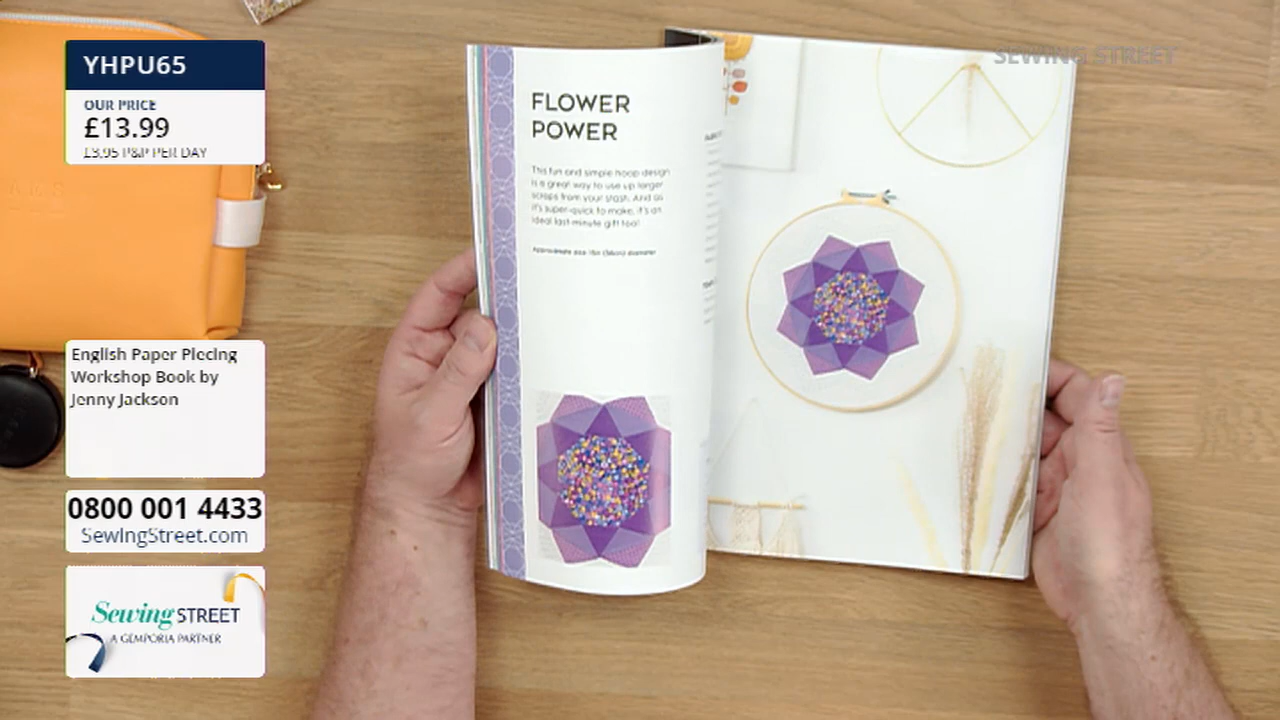 YHPU65
OUR PRICE
£13.99
£3.95 P&P PER DAY
English Paper Piecing
Workshop Book by
Jenny Jackson
0800 001 4433
SewingStreet.com
Sewing STREET
A GEMPORIA PARTNER
SEWING STREET
FLOWER
POWER
This fun and simple hoop design
is a great way to use up larger
scraps from your stash. And as
it's super-quick to make, it's an
ideal last-minute gift too!
Approximate size:
diameter